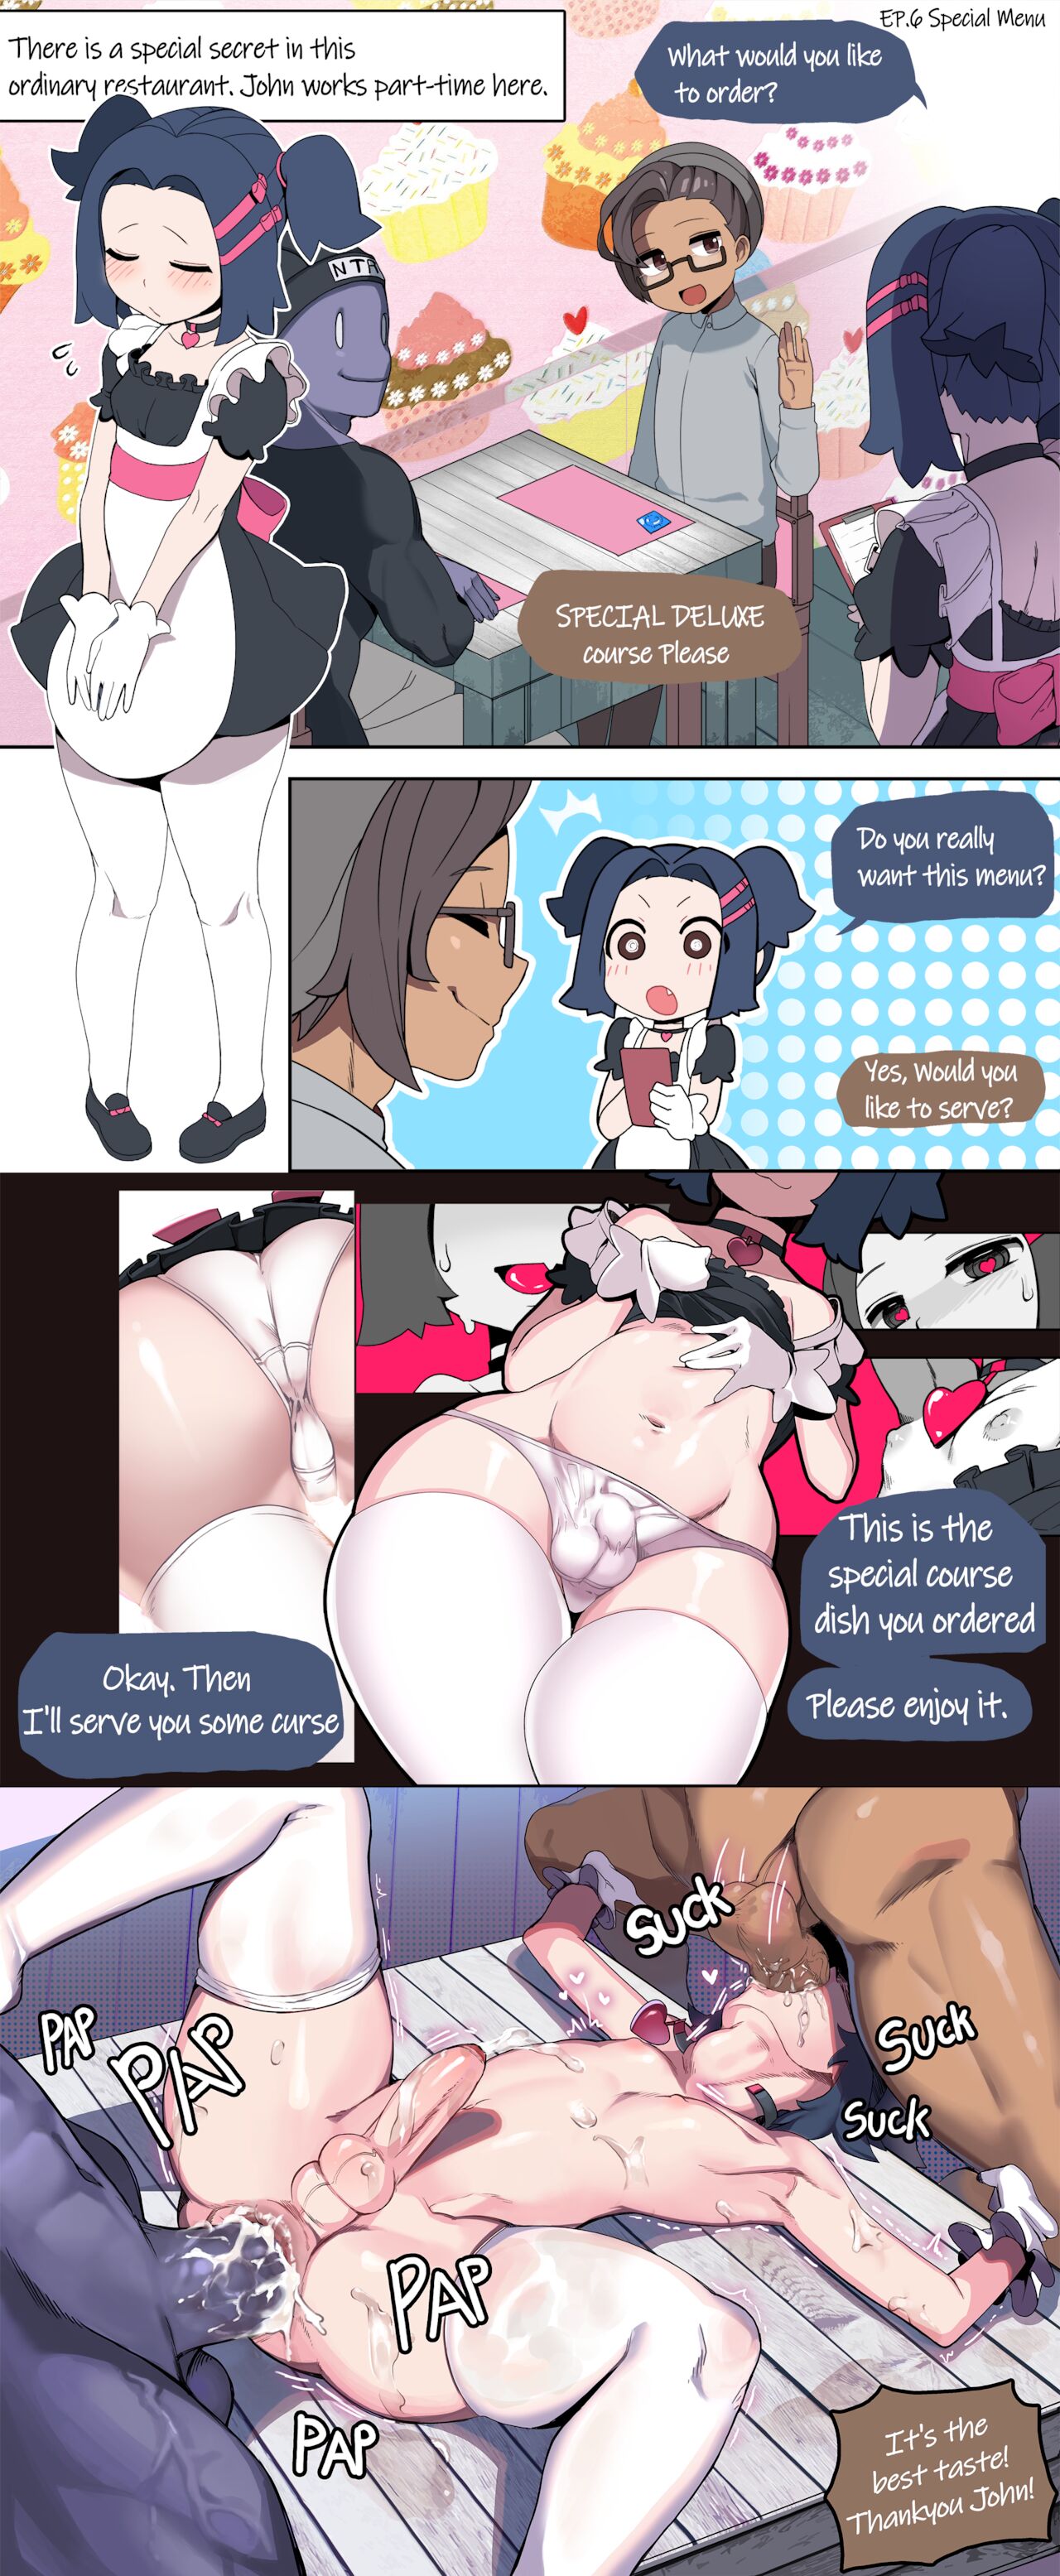 EP.6 Special Menu
There is a special secret in this
ordinary restaurant. John works part-time here.
What would you like
to order?
SPECIAL DELUXE
course Please
Do you really
want this menu?
Yes, Would you
like to serve?
Okay. Then
I'll serve you some curse
This is the
special course
dish you ordered
Please enjoy it.
SUCK
SUCK
SUCK
PAP
PAP
PAP
PAP
It's the
best taste!
Thankyou John!